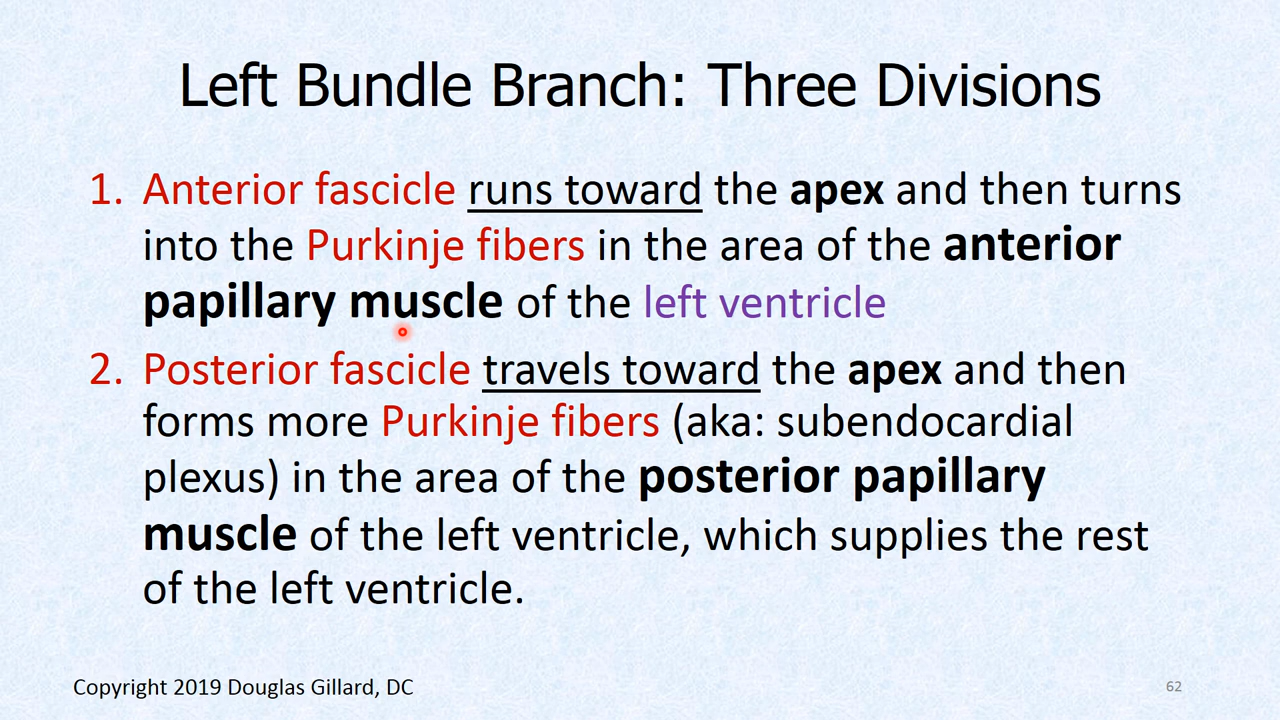 Left Bundle Branch: Three Divisions
1. Anterior fascicle runs toward the apex and then turns
into the Purkinje fibers in the area of the anterior
papillary muscle of the left ventricle
2. Posterior fascicle travels toward the apex and then
forms more Purkinje fibers (aka: subendocardial
plexus) in the area of the posterior papillary
muscle of the left ventricle, which supplies the rest
of the left ventricle.
Copyright 2019 Douglas Gillard, DC
62